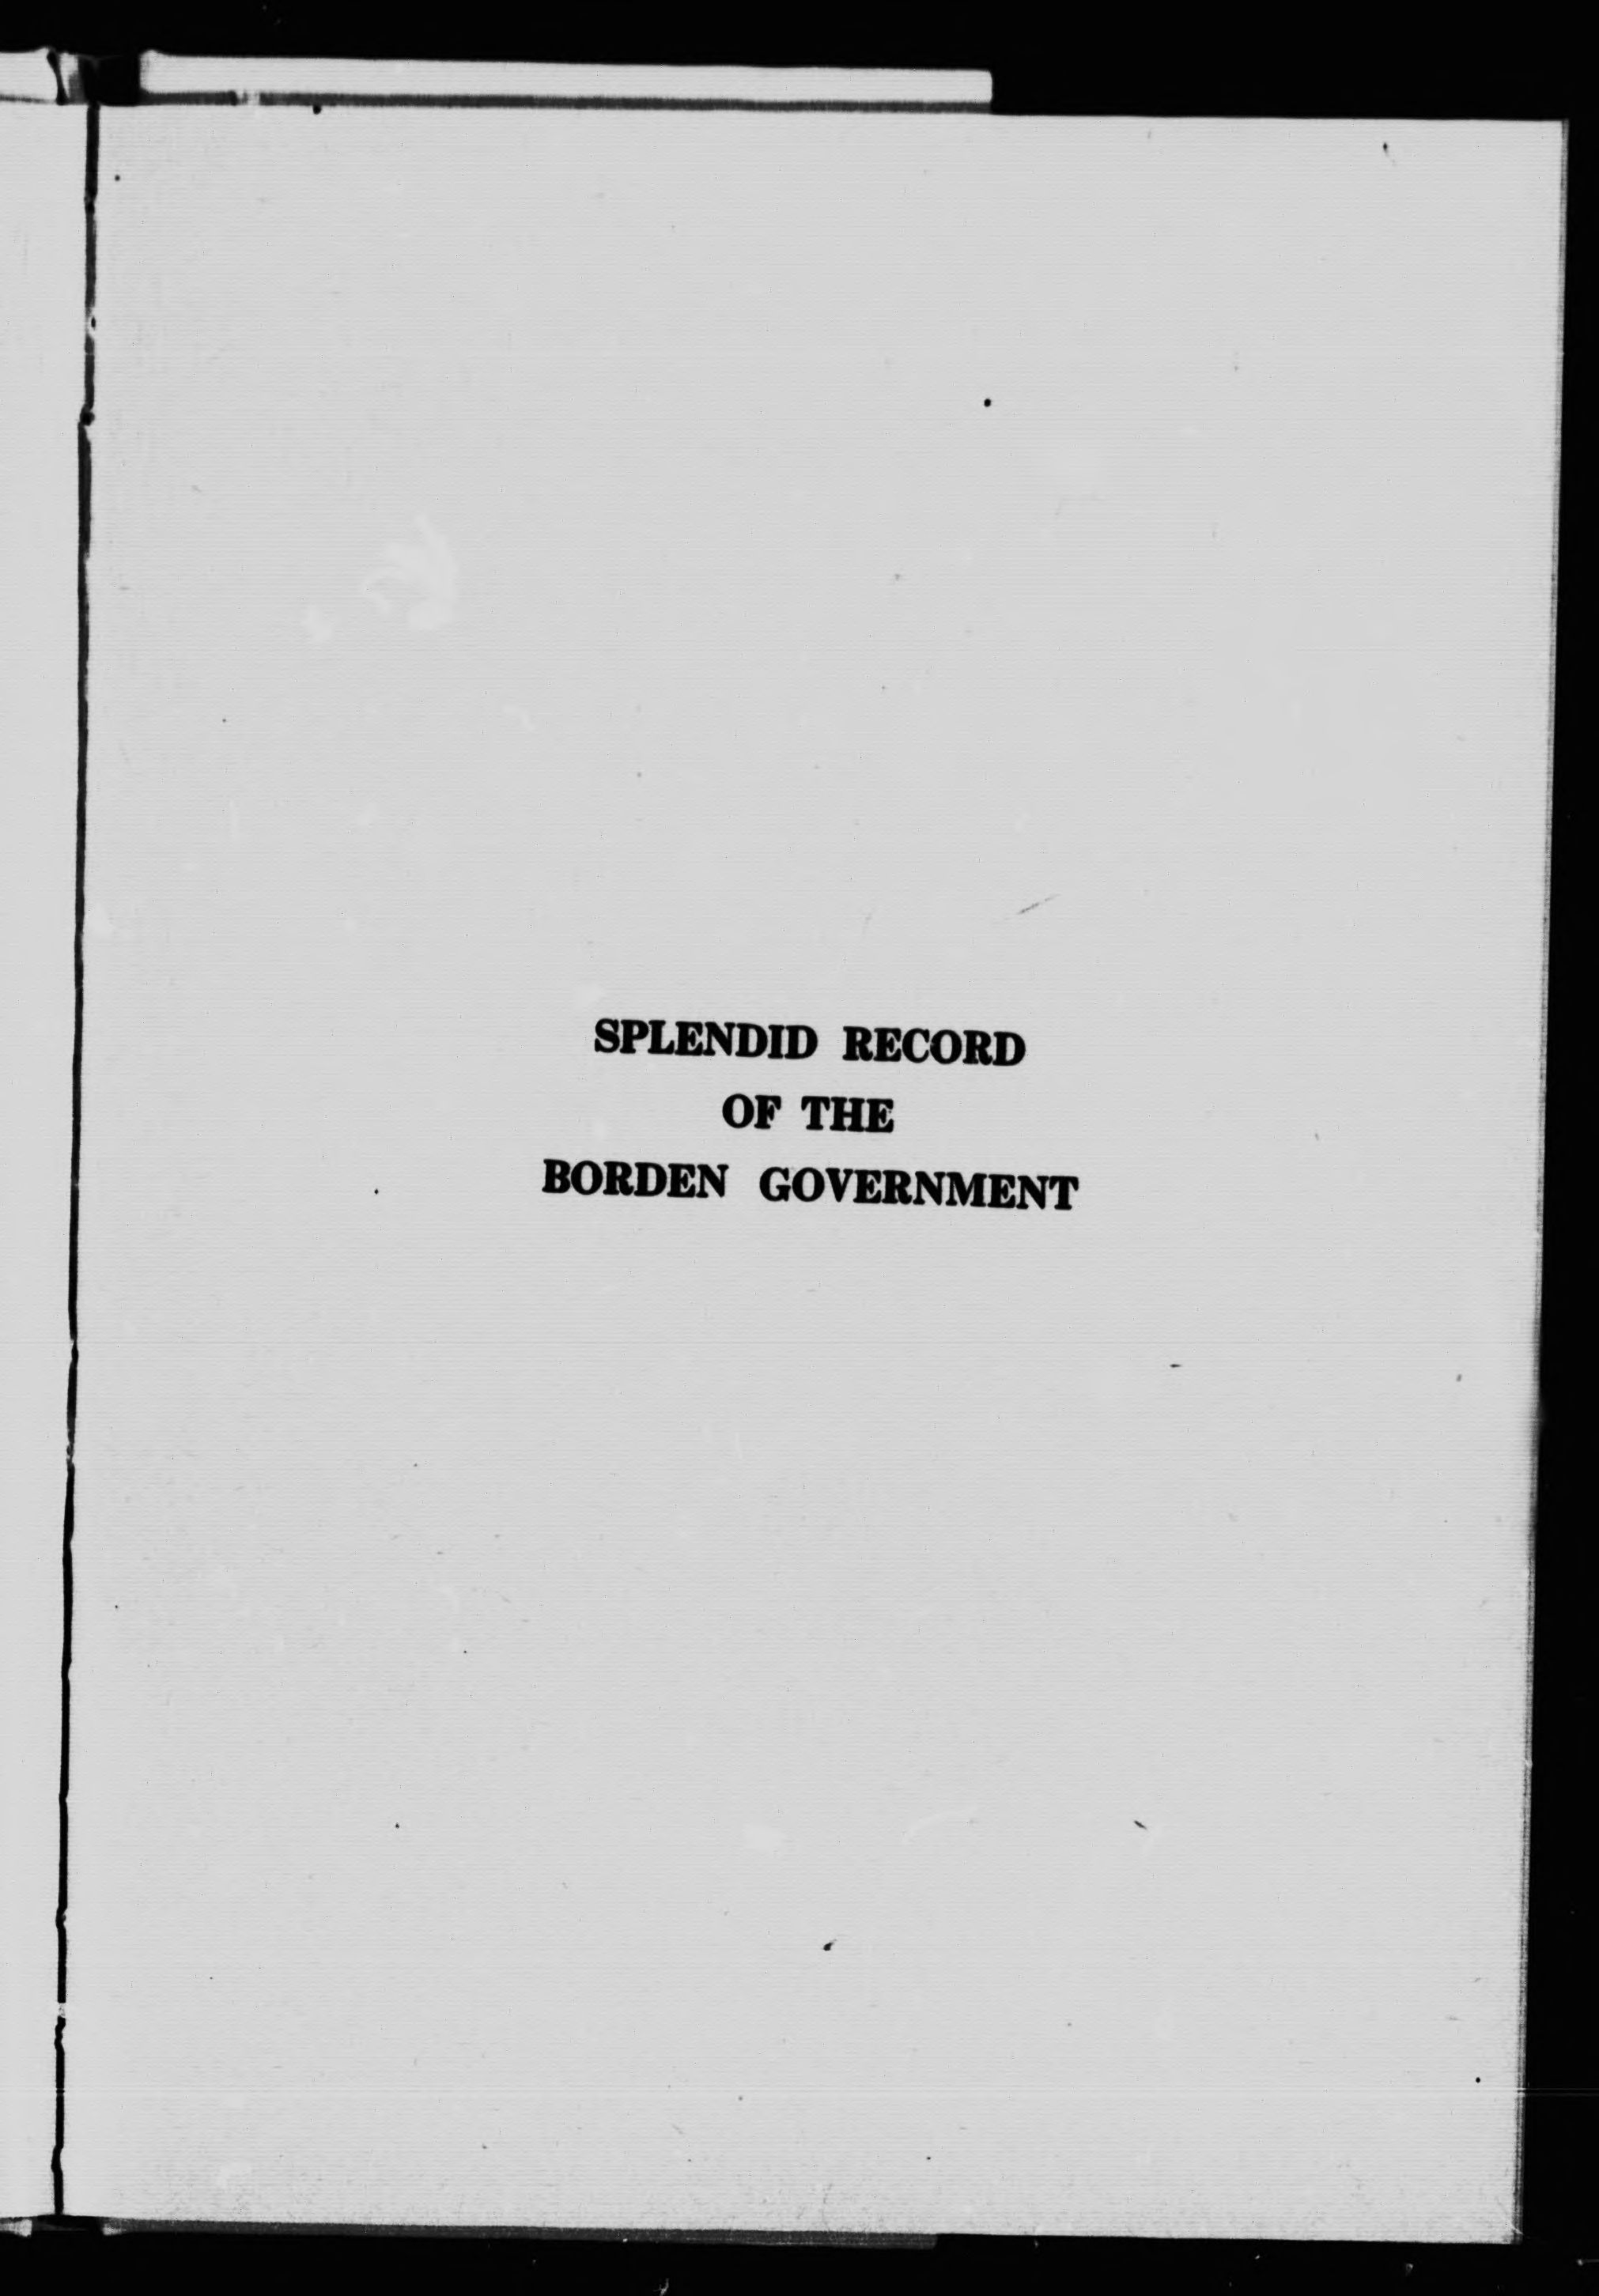 SPLENDID RECORD
OF THE
BORDEN GOVERNMENT